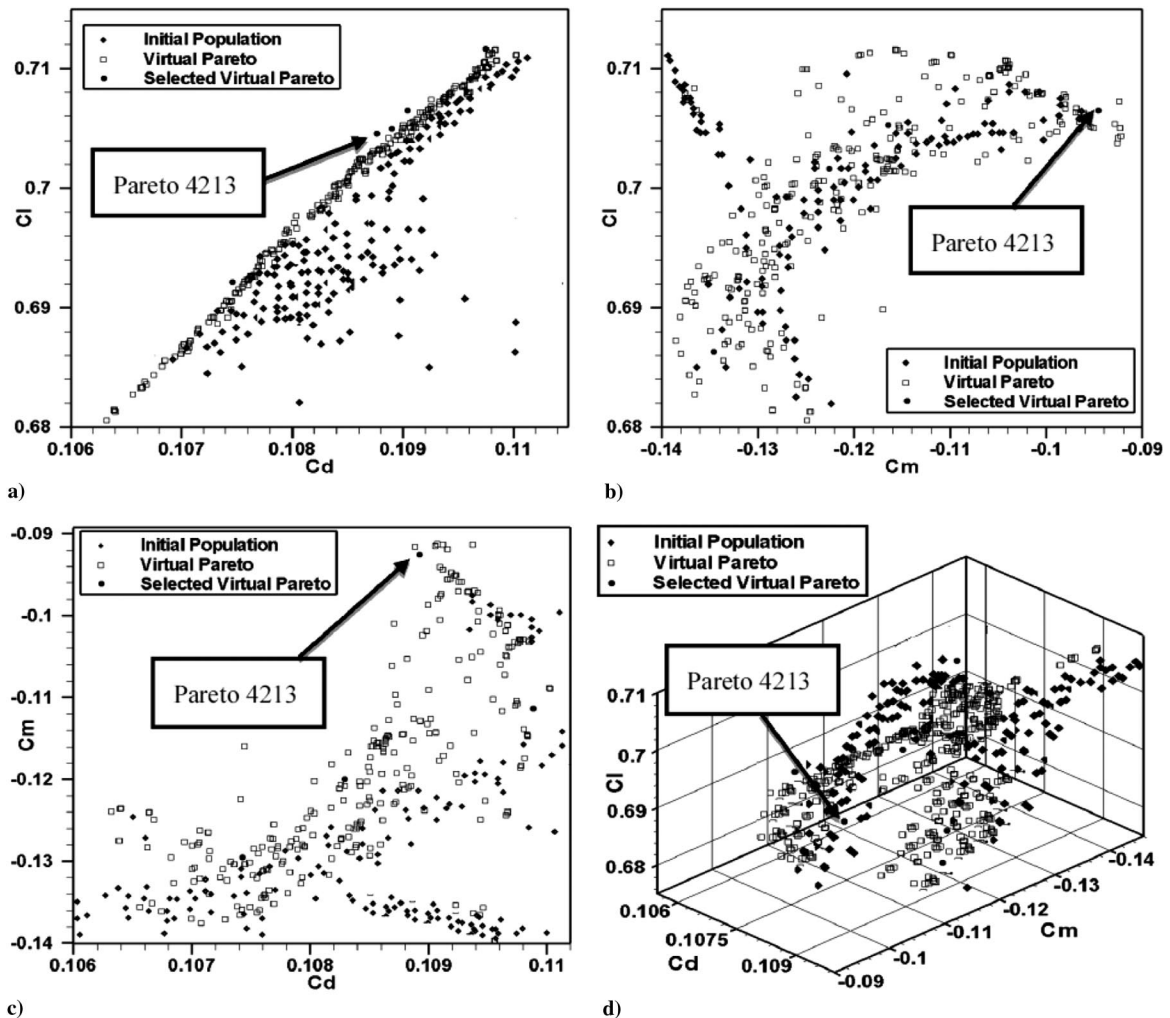 Initial Population
Virtual Pareto
Selected Virtual Pareto
Pareto 4213
0.71
0.7
0.69
0.68
Cl
0.106
0.107
0.108
0.109
0.11
Cd
a)
0.71
0.7
0.69
0.68
Cl
Pareto 4213
Initial Population
Virtual Pareto
Selected Virtual Pareto
-0.14
-0.13
-0.12
-0.11
-0.1
-0.09
Cm
b)
Initial Population
Virtual Pareto
Selected Virtual Pareto
Pareto 4213
-0.09
-0.1
-0.11
-0.12
-0.13
-0.14
Cm
0.106
0.107
0.108
0.109
0.11
Cd
c)
Initial Population
Virtual Pareto
Selected Virtual Pareto
Pareto 4213
0.71
0.7
0.69
0.68
Cl
0.106
0.1075
0.109
Cd
-0.09
-0.1
-0.11
-0.12
-0.13
-0.14
Cm
d)